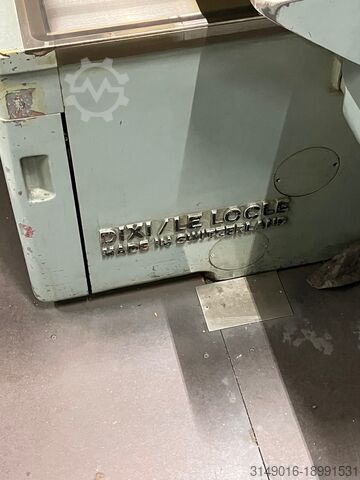 DIXI/LE LOCLE
MADE IN SWITZERLAND
3149016-18991531